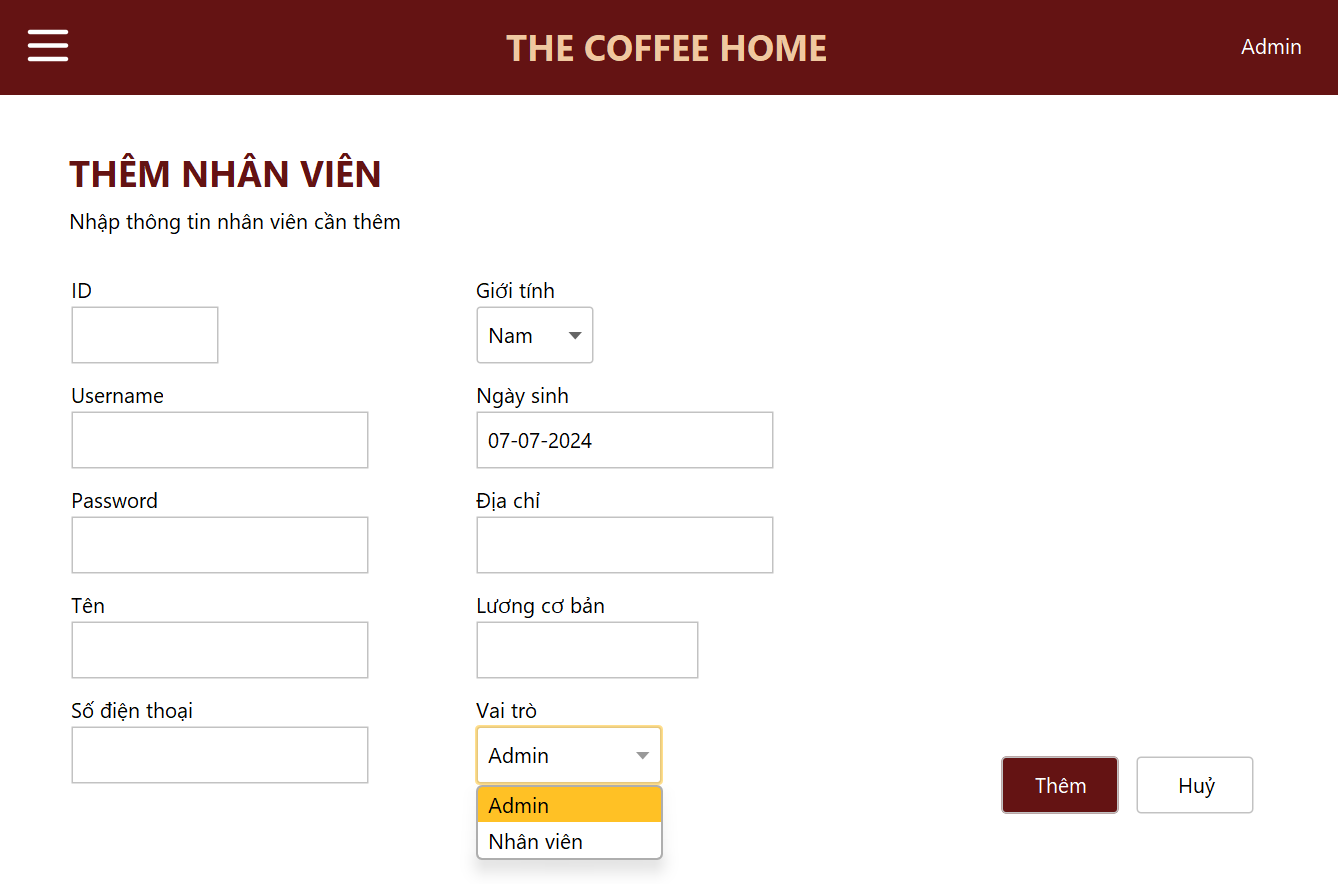 THE COFFEE HOME
Admin
THÊM NHÂN VIÊN
Nhập thông tin nhân viên cần thêm
ID
Username
Password
Tên
Số điện thoại
Giới tính
Nam
Ngày sinh
07-07-2024
Địa chỉ
Lương cơ bản
Vai trò
Admin
Admin
Nhân viên
Thêm
Huỷ